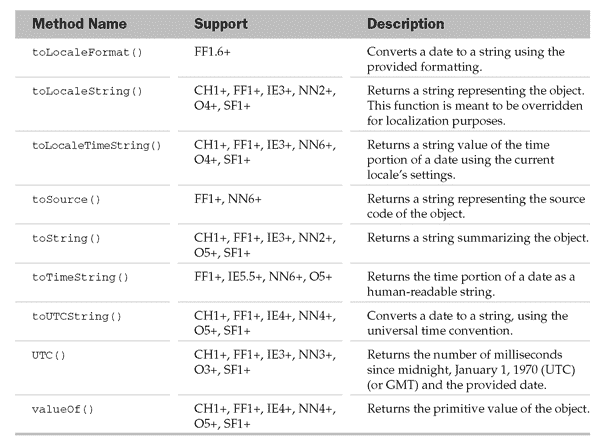 Method Name Support Description
toLocaleFormat() FF1.6+ Converts a date to a string using the
provided formatting.
toLocaleString() CH1+, FF1+, IE3+, NN2+, Returns a string representing the object.
O4+, SF1+ This function is meant to be overridden
for localization purposes.
toLocaleTimeString() CH1+, FF1+, IE3+, NN6+, Returns a string value of the time
O4+, SF1+ portion of a date using the current
locale's settings.
toSource() FF1+, NN6+ Returns a string representing the source
code of the object.
toString() CH1+, FF1+, IE3+, NN2+, Returns a string summarizing the object.
O5+, SF1+
toTimeString() FF1+, IE5.5+, NN6+, O5+ Returns the time portion of a date as a
human-readable string.
toUTCString() CH1+, FF1+, IE4+, NN4+, Converts a date to a string, using the
O5+, SF1+ universal time convention.
UTC() CH1+, FF1+, IE3+, NN3+, Returns the number of milliseconds
O3+, SF1+ since midnight, January 1, 1970 (UTC)
(or GMT) and the provided date.
valueOf() CH1+, FF1+, IE4+, NN4+, Returns the primitive value of the object.
O5+, SF1+